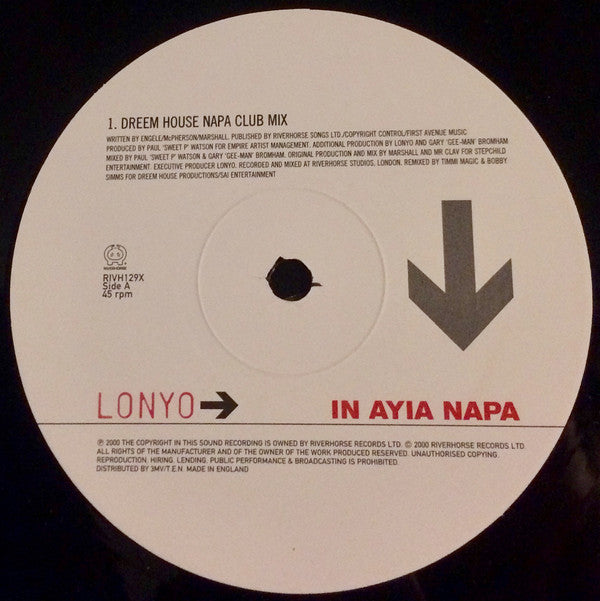 1. DREEM HOUSE NAPA CLUB MIX
WRITTEN BY ENGELE/McPHERSON/MARSHALL. PUBLISHED BY RIVERHORSE SONGS LTD./COPYRIGHT CONTROL/FIRST AVENUE MUSIC
PRODUCED BY PAUL 'SWEET P' WATSON FOR EMPIRE ARTIST MANAGEMENT. ADDITIONAL PRODUCTION BY LONYO AND GARY 'GEE-MAN' BROMHAM
MIXED BY PAUL 'SWEET P' WATSON & GARY 'GEE-MAN' BROMHAM. ORIGINAL PRODUCTION AND MIX BY MARSHALL AND MR CLAV FOR STEPCHILD
ENTERTAINMENT. EXECUTIVE PRODUCER LONYO. RECORDED AND MIXED AT RIVERHORSE STUDIOS. LONDON. REMIXED BY TIMMI MAGIC & BOBBY
SIMMS FOR DREEM HOUSE PRODUCTIONS/SAI ENTERTAINMENT
RIVERHORSE
RIVH129X
Side A
45 rpm
LONYO
IN AYIA NAPA
℗ 2000 THE COPYRIGHT IN THIS SOUND RECORDING IS OWNED BY RIVERHORSE RECORDS LTD. © 2000 RIVERHORSE RECORDS LTD.
ALL RIGHTS OF THE MANUFACTURER AND OF THE OWNER OF THE WORK PRODUCED RESERVED. UNAUTHORISED COPYING.
REPRODUCTION. HIRING. LENDING. PUBLIC PERFORMANCE & BROADCASTING IS PROHIBITED.
DISTRIBUTED BY 3MV/T.E.N. MADE IN ENGLAND